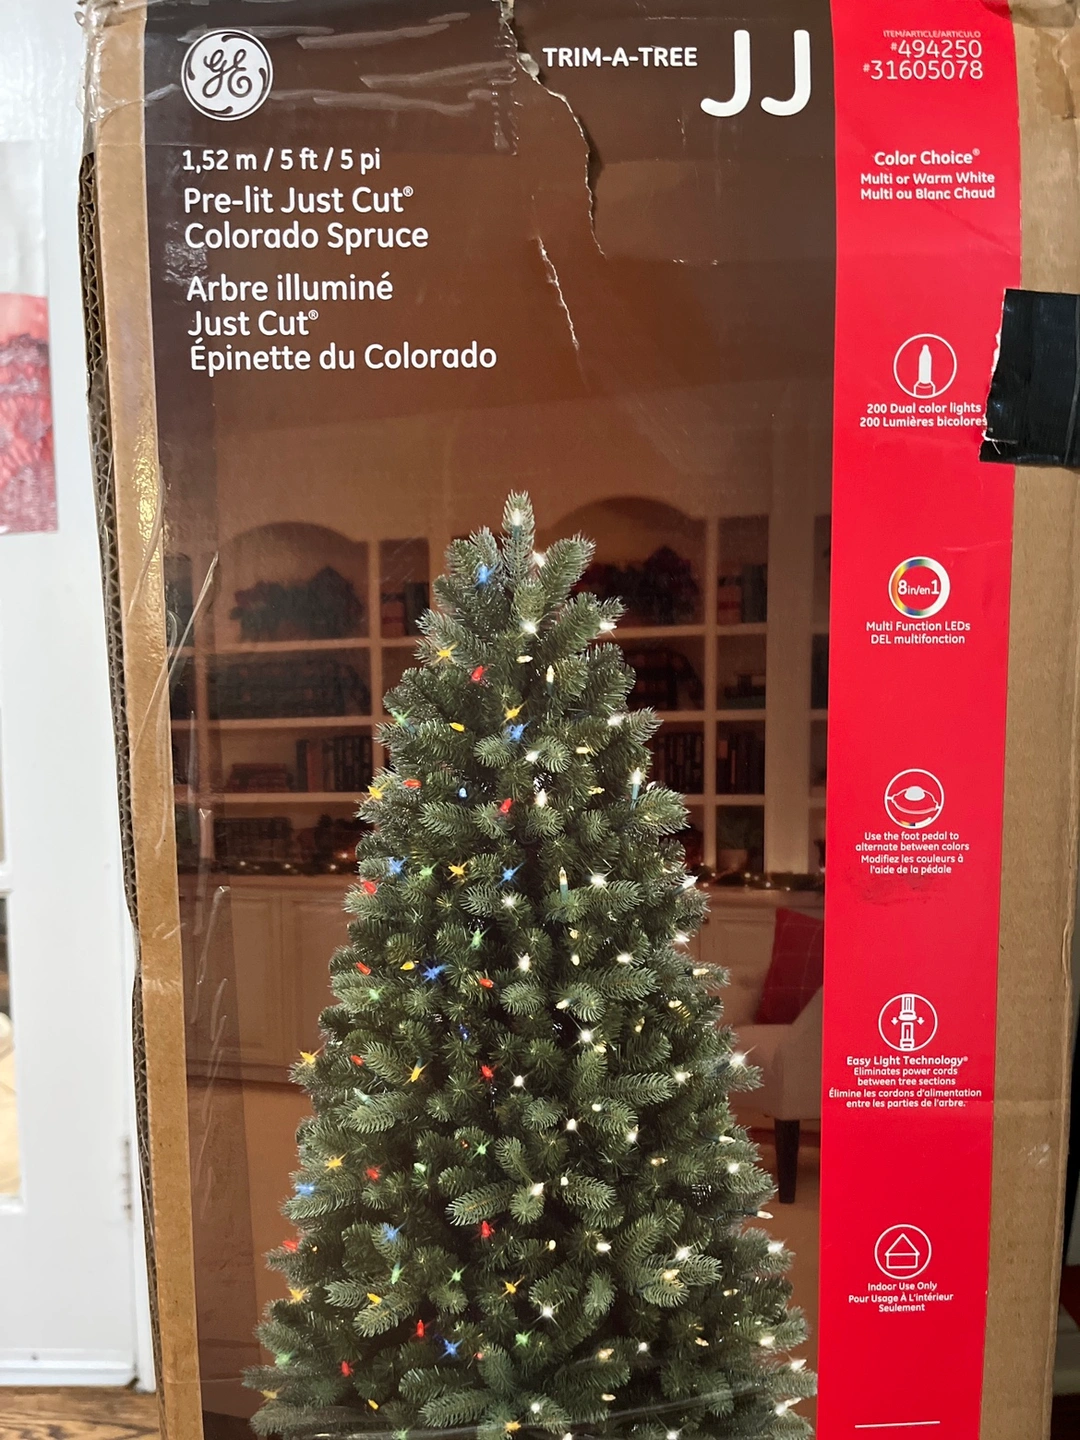 GE
TRIM-A-TREE
JJ
1,52 m / 5 ft / 5 pi
Pre-lit Just Cut®
Colorado Spruce
Arbre illuminé
Just Cut®
Épinette du Colorado
ITEM/ARTICLE/ARTICULO
#494250
#31605078
Color Choice®
Multi or Warm White
Multi ou Blanc Chaud
200 Dual color lights
200 Lumières bicolores
8in/en1
Multi Function LEDs
DEL multifonction
Use the foot pedal to
alternate between colors
Modifiez les couleurs à
l'aide de la pédale
Easy Light Technology®
Eliminates power cords
between tree sections
Élimine les cordons d'alimentation
entre les parties de l'arbre.
Indoor Use Only
Pour Usage À L'intérieur
Seulement